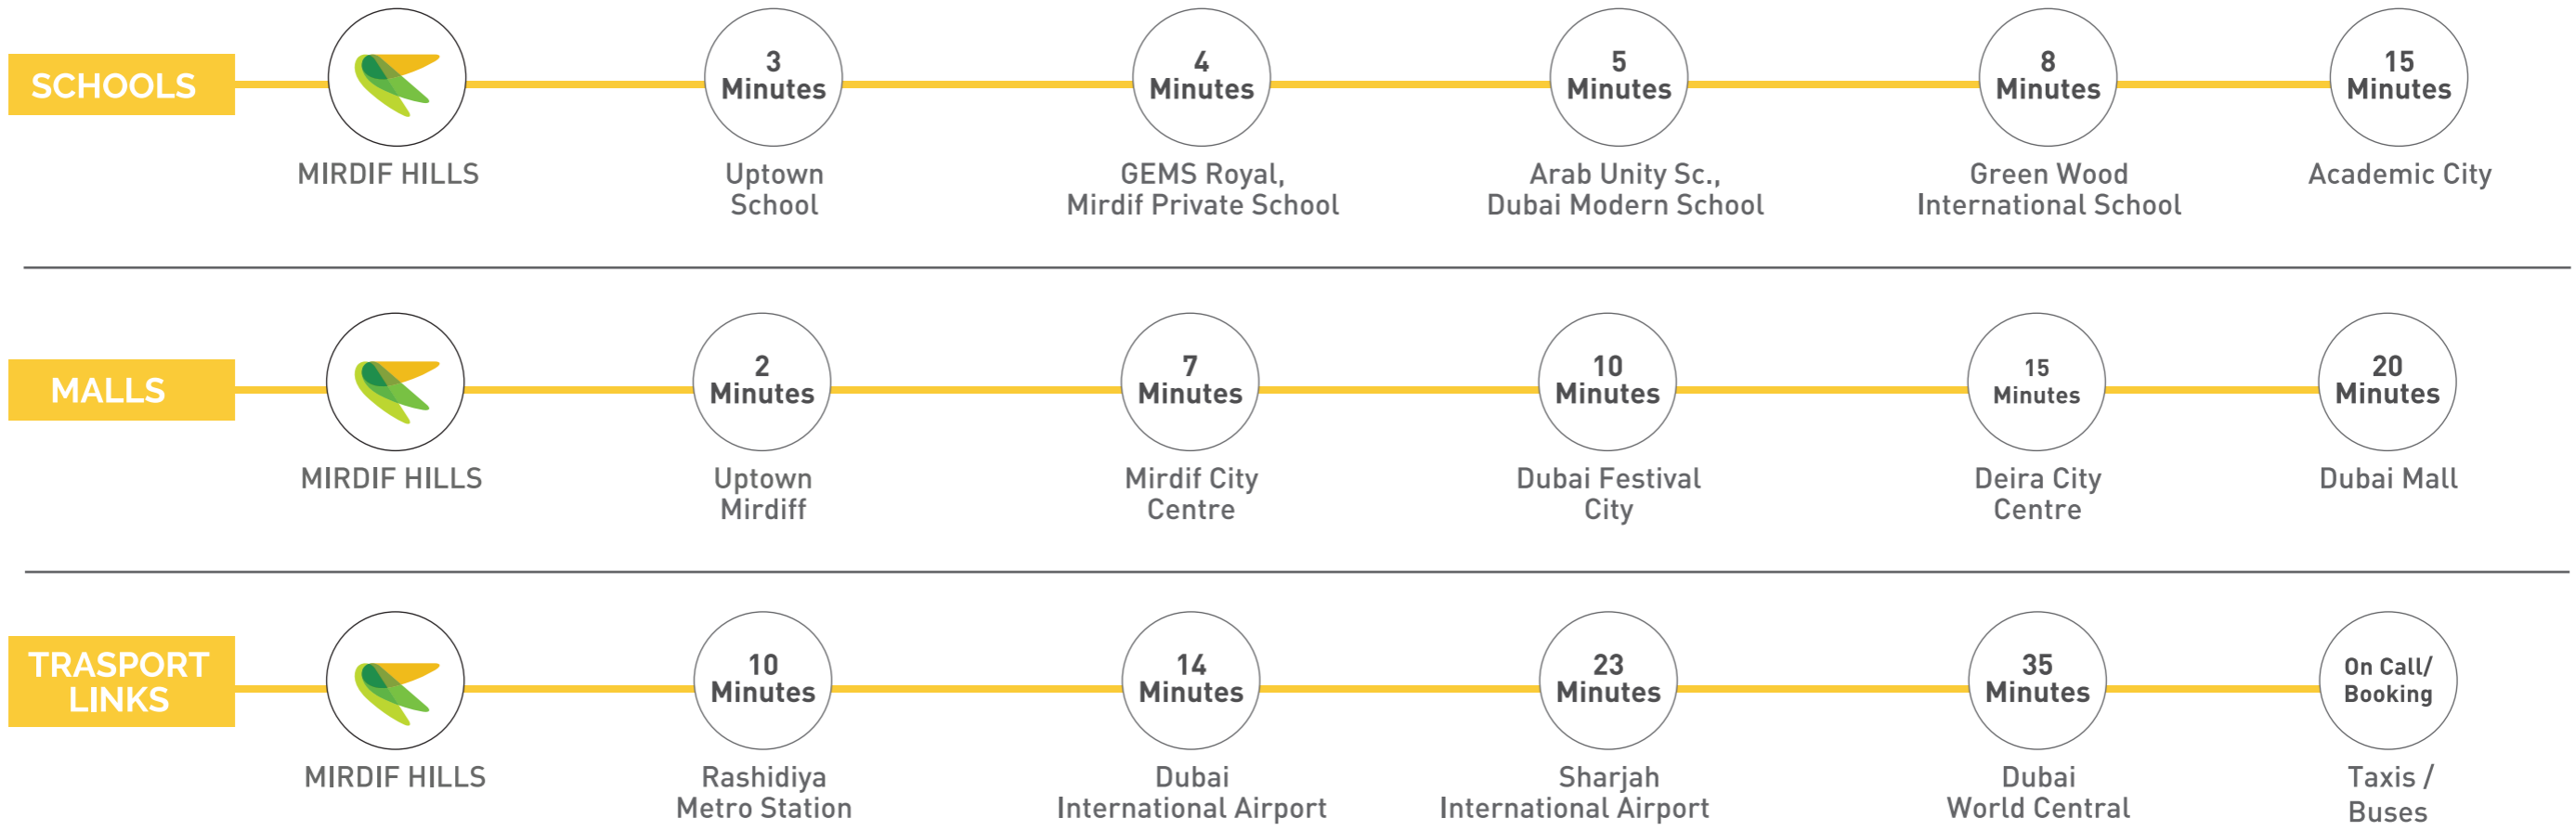 SCHOOLS
3
Minutes
4
Minutes
5
Minutes
8
Minutes
15
Minutes
MIRDIF HILLS
Uptown
School
GEMS Royal,
Mirdif Private School
Arab Unity Sc.,
Dubai Modern School
Green Wood
International School
Academic City
MALLS
2
Minutes
7
Minutes
10
Minutes
15
Minutes
20
Minutes
MIRDIF HILLS
Uptown
Mirdiff
Mirdif City
Centre
Dubai Festival
City
Deira City
Centre
Dubai Mall
TRASPORT
LINKS
10
Minutes
14
Minutes
23
Minutes
35
Minutes
On Call/
Booking
MIRDIF HILLS
Rashidiya
Metro Station
Dubai
International Airport
Sharjah
International Airport
Dubai
World Central
Taxis /
Buses